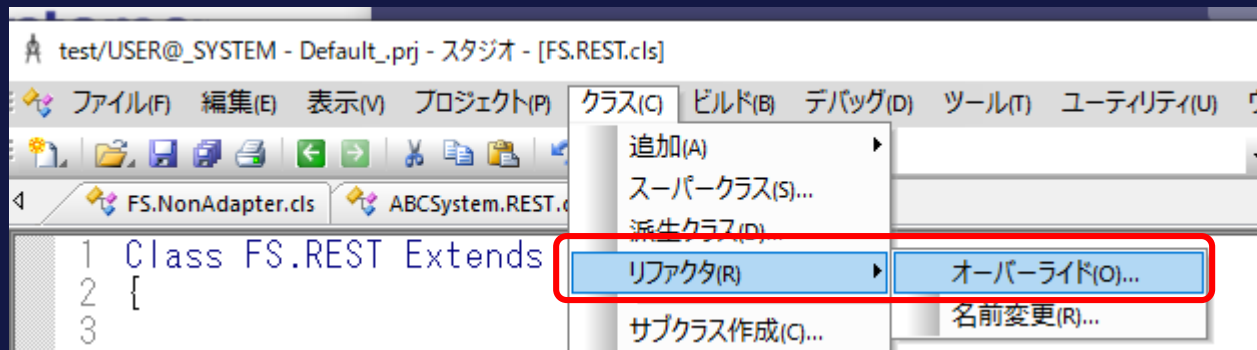 test/USER@_SYSTEM - Default_.prj - スタジオ - [FS.REST.cls]
ファイル(F) 編集(E) 表示(V) プロジェクト(P) クラス(C) ビルド(B) デバッグ(D) ツール(T) ユーティリティ(U)
追加(A)
FS.NonAdapter.cls ABCSystem.REST.
スーパークラス(S)...
派生クラス(D)...
1 Class FS.REST Extends
リファクタ(R) オーバーライド(O)...
2 {
名前変更(R)...
3
サブクラス作成(C)...